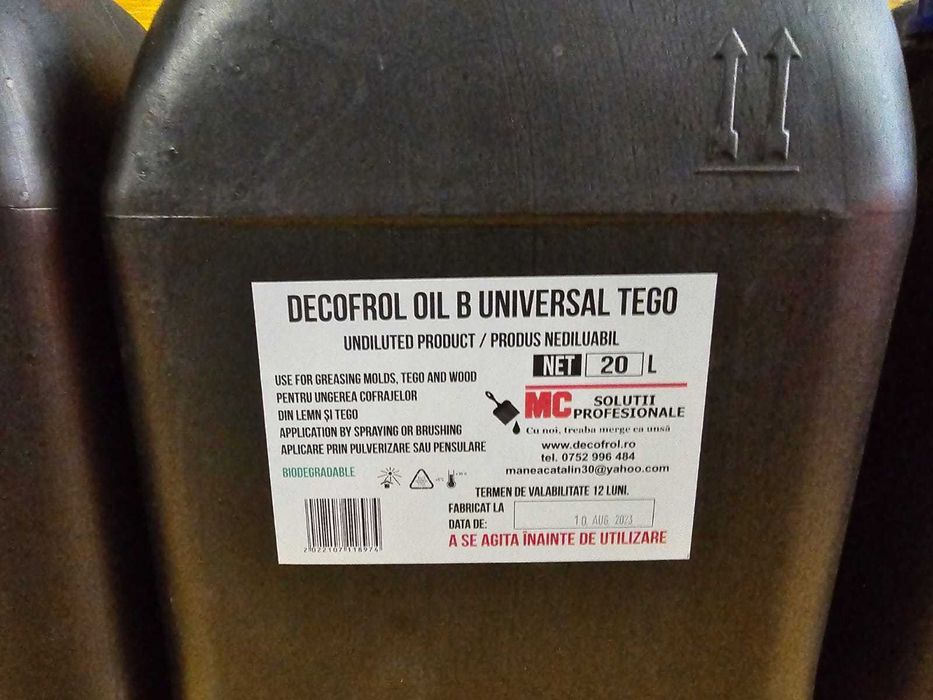 DECOFROL OIL B UNIVERSAL TEGO
UNDILUTED PRODUCT / PRODUS NEDILUABIL
NET 20 L
USE FOR GREASING MOLDS, TEGO AND WOOD
PENTRU UNGEREA COFRAJELOR
DIN LEMN ȘI TEGO
APPLICATION BY SPRAYING OR BRUSHING
APLICARE PRIN PULVERIZARE SAU PENSULARE
BIODEGRADABLE
MC SOLUTII
PROFESIONALE
Cu noi, treaba merge ca unsă
www.decofrol.ro
tel. 0752 996 484
maneacatalin30@yahoo.com
TERMEN DE VALABILITATE 12 LUNI.
FABRICAT LA
DATA DE: 10. AUG 2023
A SE AGITA ÎNAINTE DE UTILIZARE
2022107118974